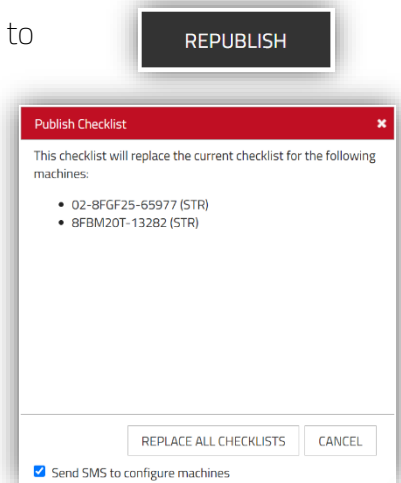 to
REPUBLISH
Publish Checklist
This checklist will replace the current checklist for the following
machines:
02-8FGF25-65977 (STR)
8FBM20T-13282 (STR)
REPLACE ALL CHECKLISTS
CANCEL
Send SMS to configure machines